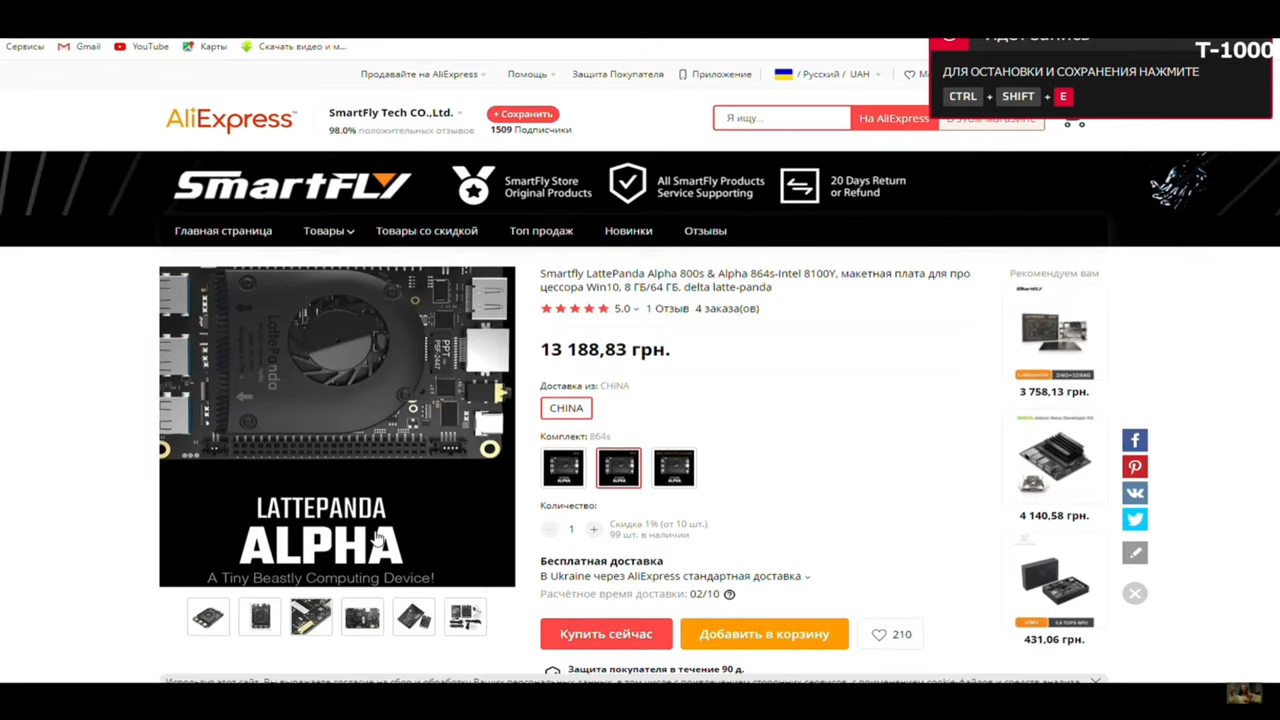 Сервисы Gmail YouTube Карты Скачать видео и м...
T-1000
ДЛЯ ОСТАНОВКИ И СОХРАНЕНИЯ НАЖМИТЕ
CTRL + SHIFT + E
Продавайте на AliExpress Помощь Защита Покупателя Приложение / Русский / UAH
AliExpress
SmartFly Tech CO.,Ltd.
98.0% положительных отзывов
+ Сохранить
1509 Подписчики
Я ищу...
На AliExpress
В этом магазине
SmartFLY
SmartFly Store
Original Products
All SmartFly Products
Service Supporting
20 Days Return
or Refund
Главная страница Товары Товары со скидкой Топ продаж Новинки Отзывы
LattePanda
LATTEPANDA
ALPHA
A Tiny Beastly Computing Device!
Smartfly LattePanda Alpha 800s & Alpha 864s-Intel 8100Y, макетная плата для про
цессора Win10, 8 ГБ/64 ГБ, delta latte-panda
5.0 1 Отзыв 4 заказа(ов)
13 188,83 грн.
Доставка из: CHINA
CHINA
Комплект: 864s
Количество:
1 +
Скидка 1% (от 10 шт.)
99 шт. в наличии
Бесплатная доставка
В Ukraine через AliExpress стандартная доставка
Расчётное время доставки: 02/10
Купить сейчас
Добавить в корзину
210
Защита покупателя в течение 90 д.
Рекомендуем вам
3 758,13 грн.
4 140,58 грн.
431,06 грн.